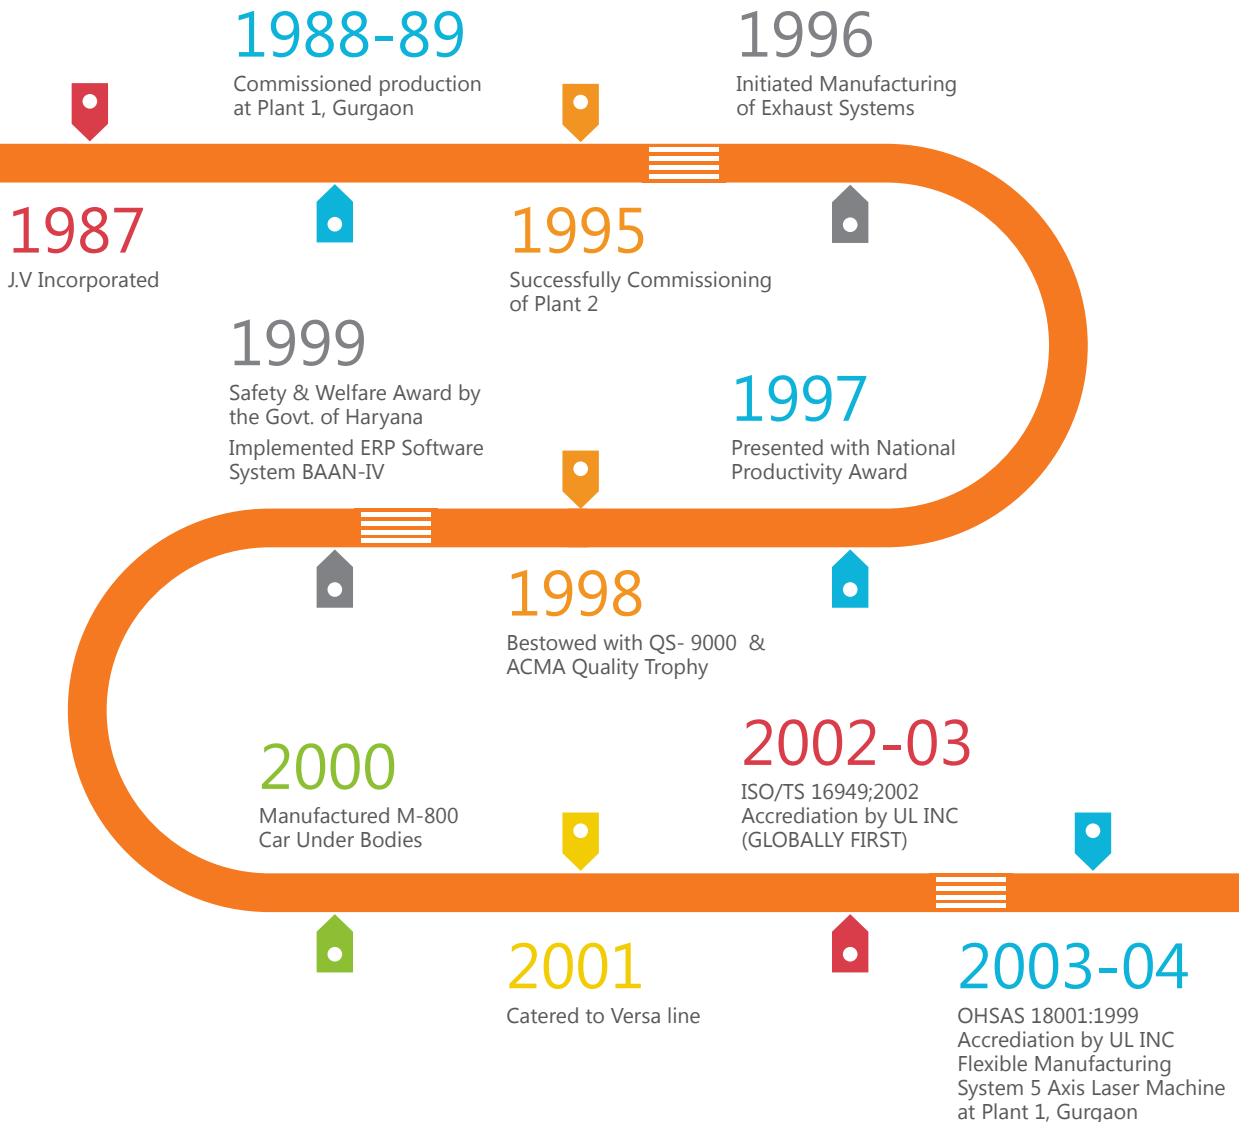 1987
J.V Incorporated
1988-89
Commissioned production
at Plant 1, Gurgaon
1995
Successfully Commissioning
of Plant 2
1996
Initiated Manufacturing
of Exhaust Systems
1997
Presented with National
Productivity Award
1998
Bestowed with QS- 9000 &
ACMA Quality Trophy
1999
Safety & Welfare Award by
the Govt. of Haryana
Implemented ERP Software
System BAAN-IV
2000
Manufactured M-800
Car Under Bodies
2001
Catered to Versa line
2002-03
ISO/TS 16949;2002
Accrediation by UL INC
(GLOBALLY FIRST)
2003-04
OHSAS 18001:1999
Accrediation by UL INC
Flexible Manufacturing
System 5 Axis Laser Machine
at Plant 1, Gurgaon